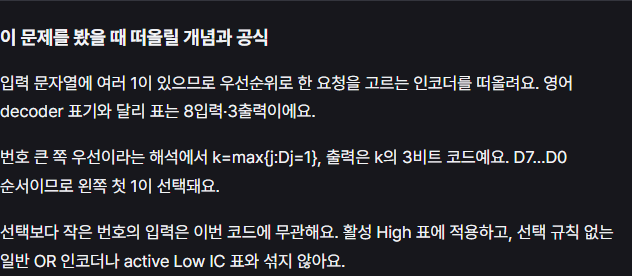 이 문제를 봤을 때 떠올릴 개념과 공식
입력 문자열에 여러 1이 있으므로 우선순위로 한 요청을 고르는 인코더를 떠올려요. 영어
decoder 표기와 달리 표는 8입력·3출력이에요.
번호 큰 쪽 우선이라는 해석에서 k=max{j:Dj=1}, 출력은 k의 3비트 코드예요. D7…D0
순서이므로 왼쪽 첫 1이 선택돼요.
선택보다 작은 번호의 입력은 이번 코드에 무관해요. 활성 High 표에 적용하고, 선택 규칙 없는
일반 OR 인코더나 active Low IC 표와 섞지 않아요.